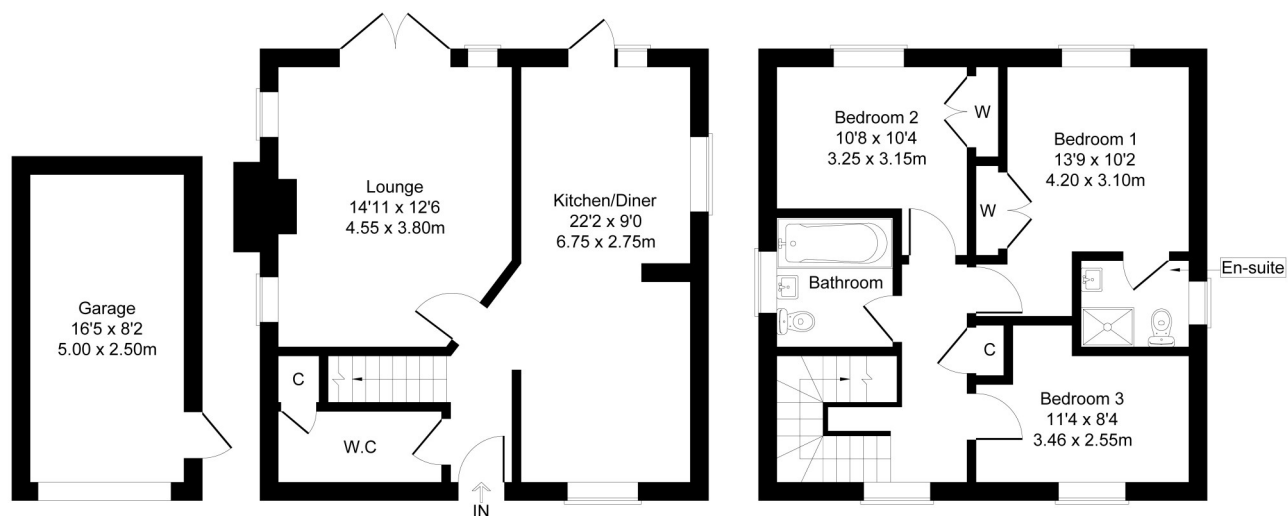 Garage
16'5 x 8'2
5.00 x 2.50m
Lounge
14'11 x 12'6
4.55 x 3.80m
Kitchen/Diner
22'2 x 9'0
6.75 x 2.75m
C
W.C
IN
Bedroom 2
10'8 x 10'4
3.25 x 3.15m
W
Bedroom 1
13'9 x 10'2
4.20 x 3.10m
W
En-suite
Bathroom
C
Bedroom 3
11'4 x 8'4
3.46 x 2.55m